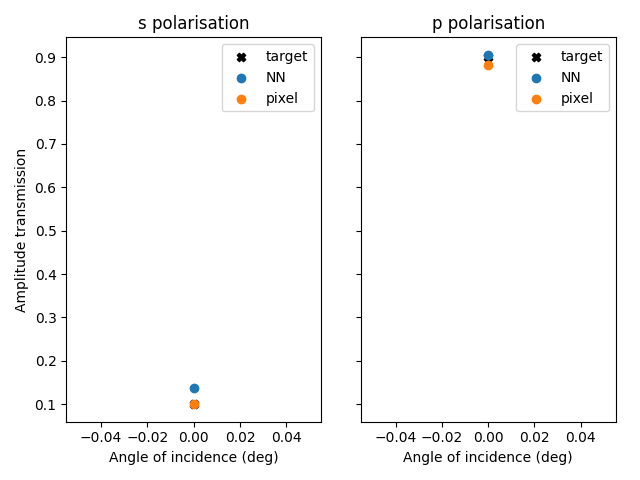 s polarisation
p polarisation
target
NN
pixel
target
NN
pixel
Amplitude transmission
0.9
0.8
0.7
0.6
0.5
0.4
0.3
0.2
0.1
−0.04 −0.02 0.00 0.02 0.04
−0.04 −0.02 0.00 0.02 0.04
Angle of incidence (deg)
Angle of incidence (deg)